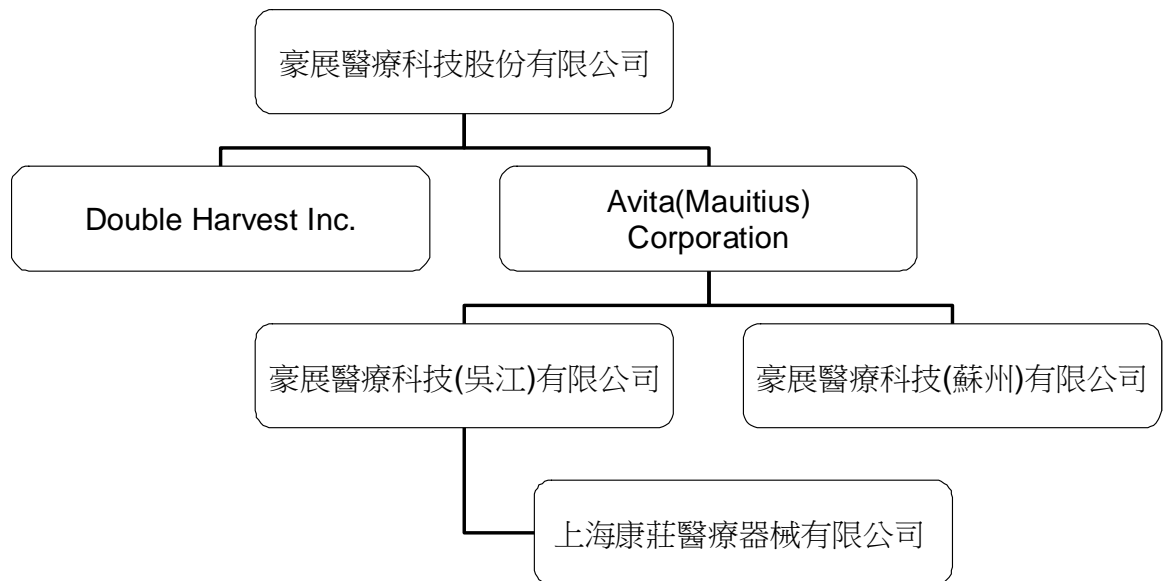 豪展醫療科技股份有限公司
Double Harvest Inc.
Avita(Mauitius)
Corporation
豪展醫療科技(吳江)有限公司
豪展醫療科技(蘇州)有限公司
上海康莊醫療器械有限公司